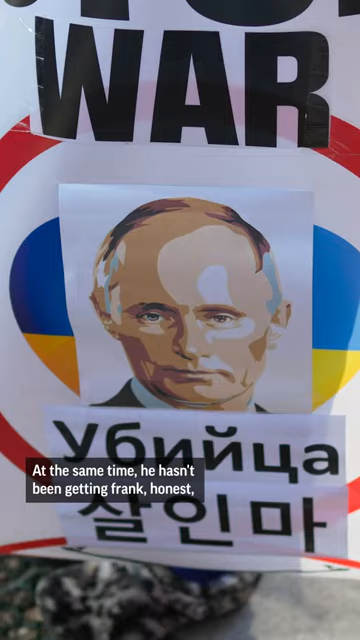 WAR
Убийца
At the same time, he hasn't
been getting frank, honest,
살인마